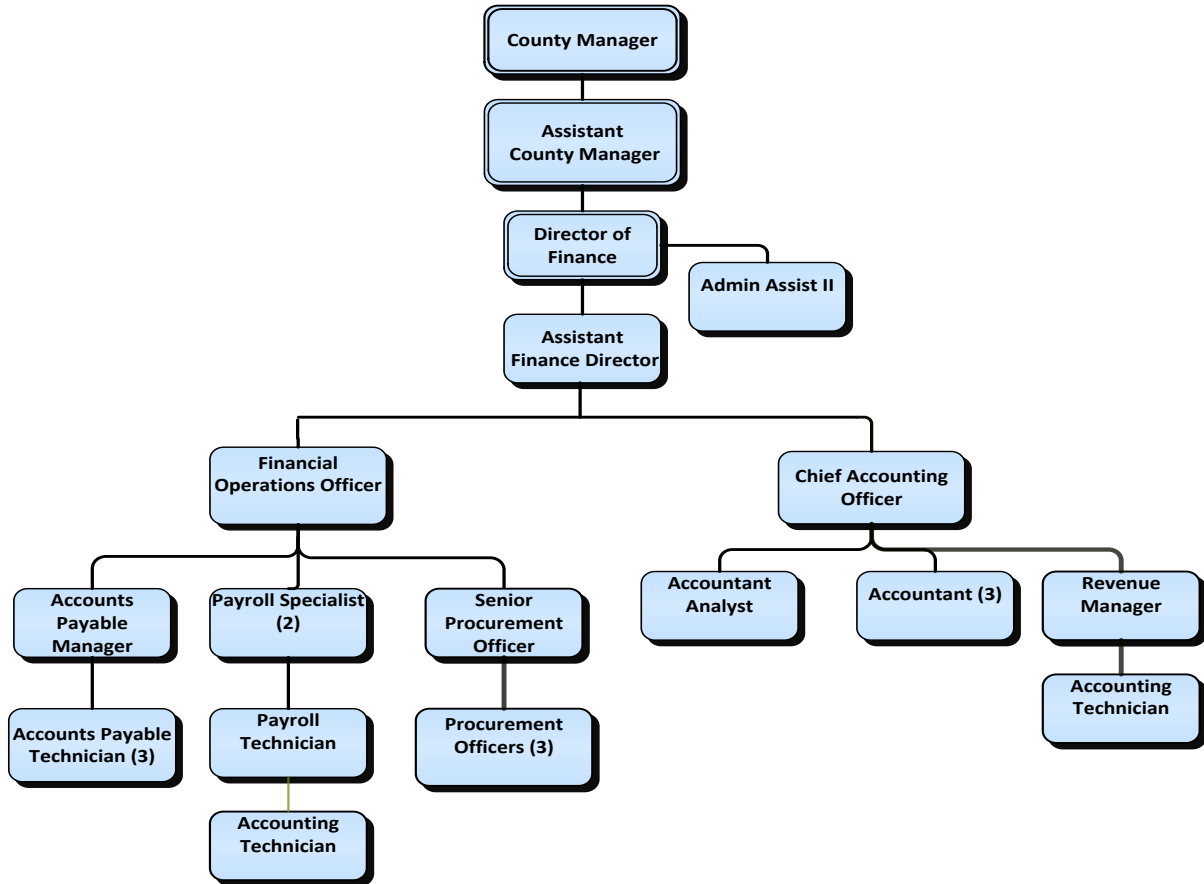 County Manager
Assistant
County Manager
Director of
Finance
Admin Assist II
Assistant
Finance Director
Financial
Operations Officer
Chief Accounting
Officer
Accounts
Payable
Manager
Payroll Specialist
(2)
Senior
Procurement
Officer
Accountant
Analyst
Accountant (3)
Revenue
Manager
Accounts Payable
Technician (3)
Payroll
Technician
Procurement
Officers (3)
Accounting
Technician
Accounting
Technician